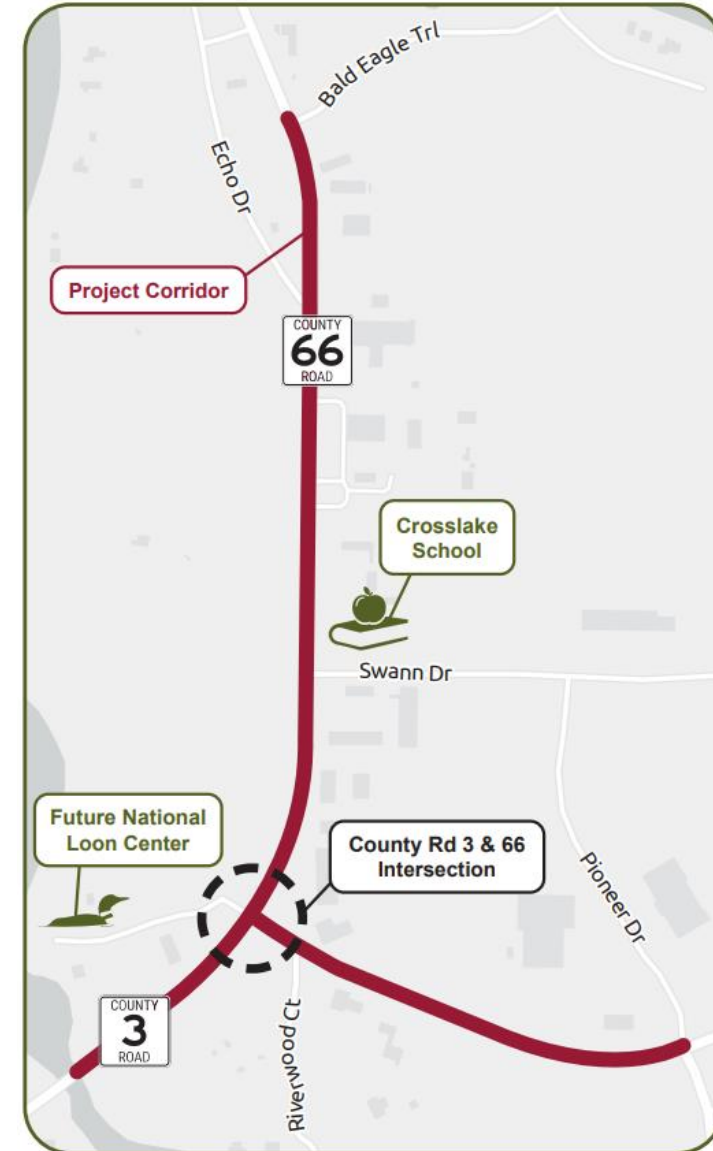 Bald Eagle Trl
Echo Dr
Project Corridor
COUNTY
66
ROAD
Crosslake
School
Swann Dr
Future National
Loon Center
County Rd 3 & 66
Intersection
Pioneer Dr
COUNTY
3
ROAD
Riverwood Ct